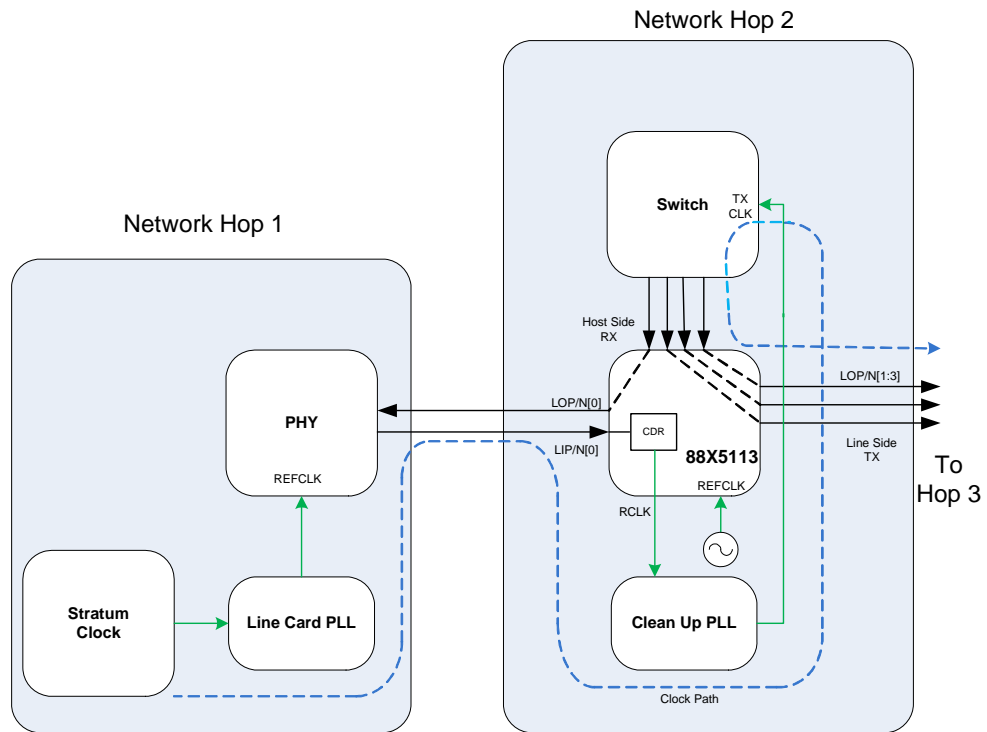 Network Hop 2
Network Hop 1
Switch
TX
CLK
Host Side
RX
LOP/N[0]
LOP/N[1:3]
PHY
CDR
LIP/N[0]
88X5113
Line Side
TX
To
Hop 3
REFCLK
REFCLK
RCLK
Stratum
Clock
Line Card PLL
Clean Up PLL
Clock Path